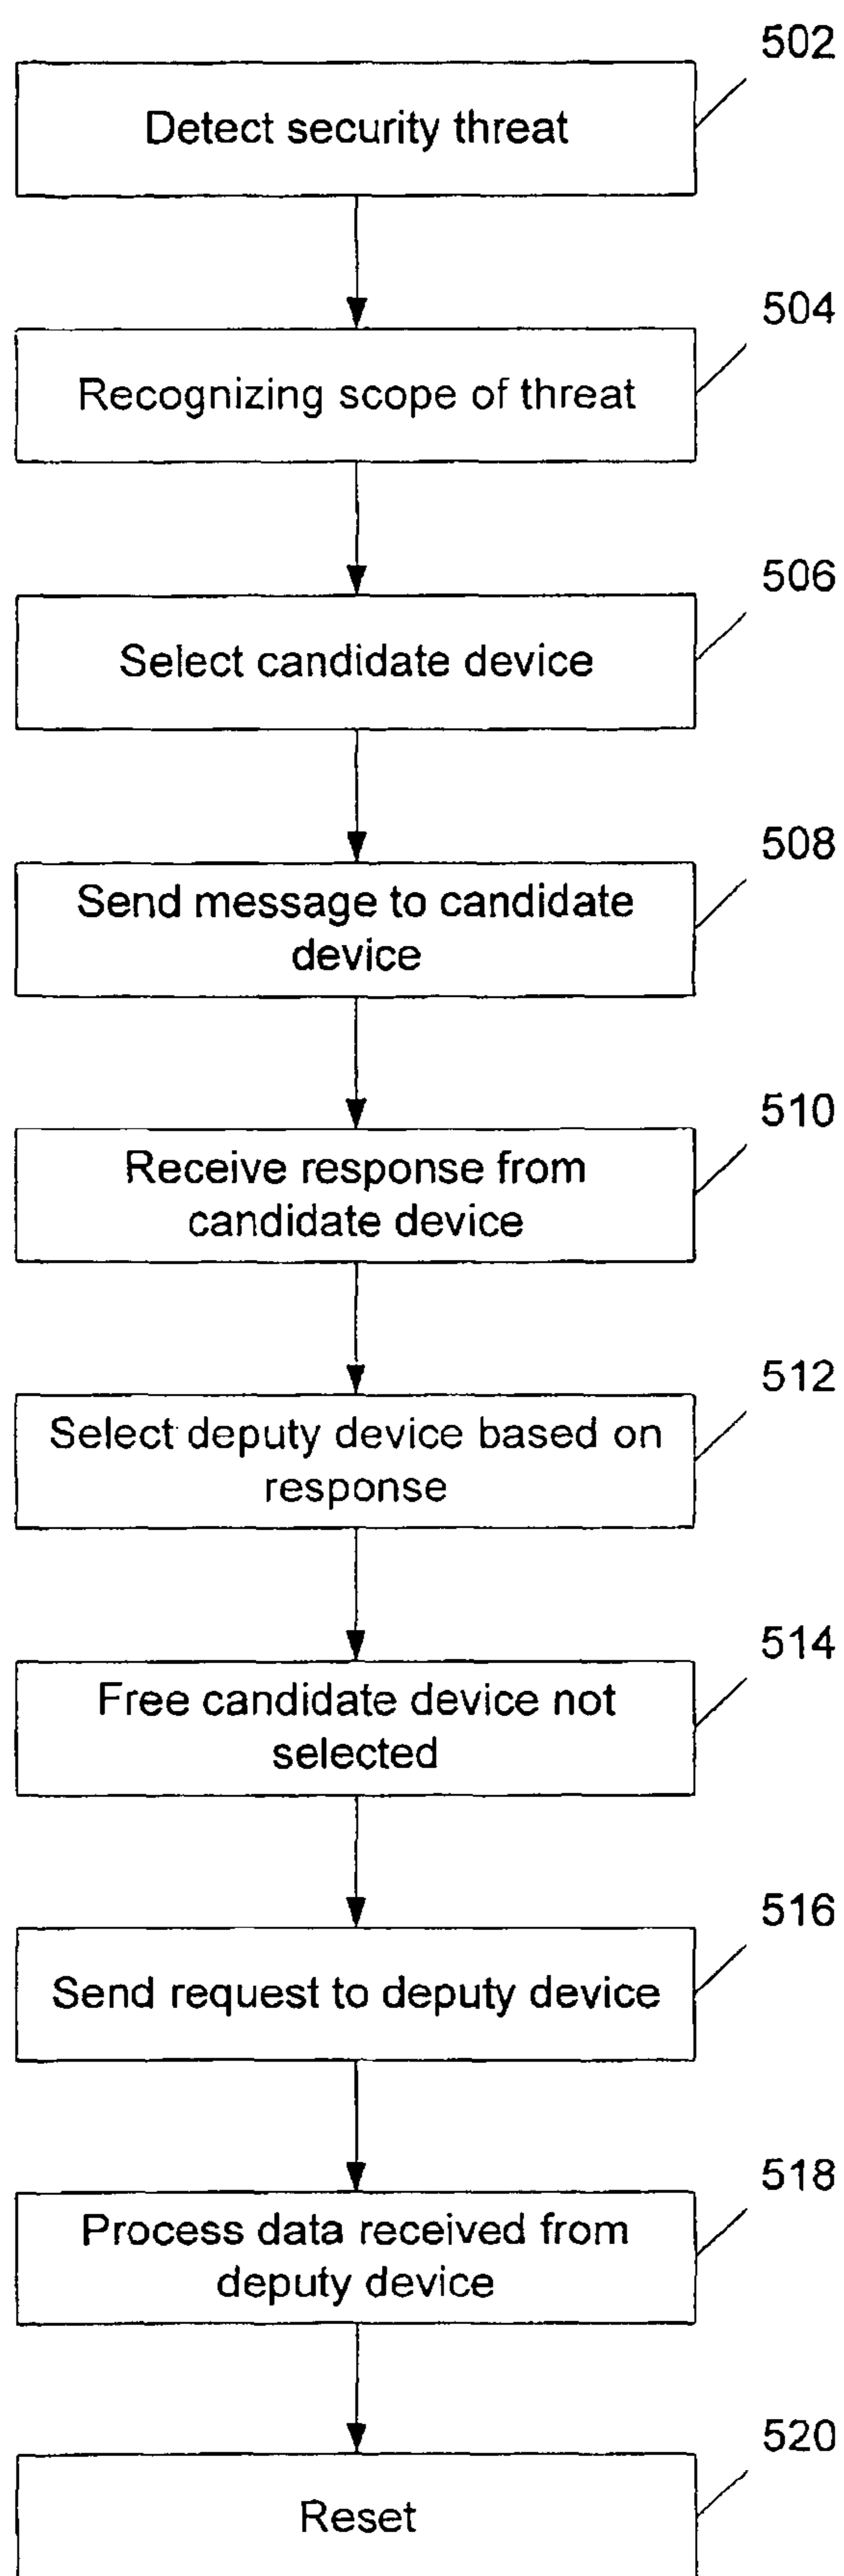 502
Detect security threat
504
Recognizing scope of threat
506
Select candidate device
508
Send message to candidate
device
510
Receive response from
candidate device
512
Select deputy device based on
response
514
Free candidate device not
selected
516
Send request to deputy device
518
Process data received from
deputy device
520
Reset